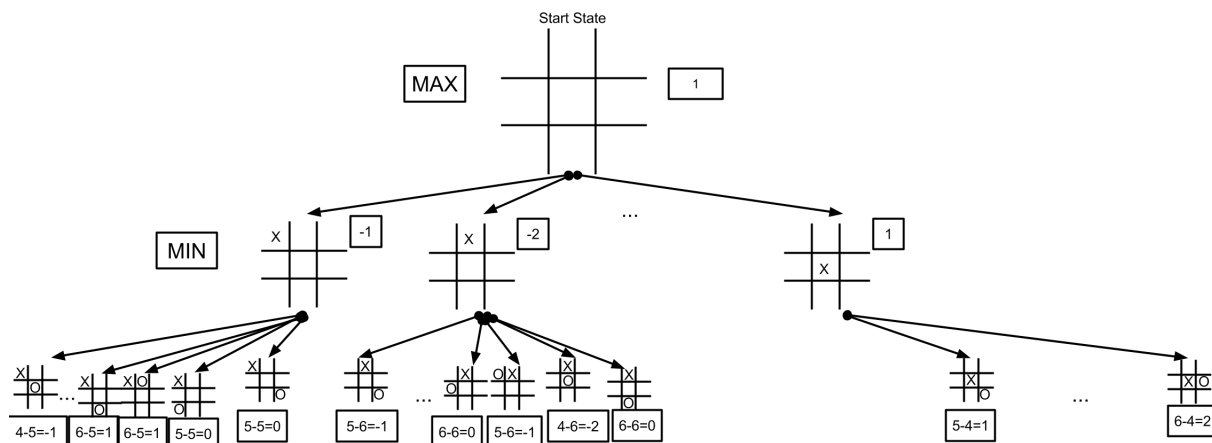 Start State
MAX
1
MIN
X
-1
X
-2
...
X
1
X
O
...
X
O
X O
X
O
X
O
X
O
...
X
O
O X
X
O
X
O
X
O
...
X O
4-5=-1
6-5=1
6-5=1
5-5=0
5-5=0
5-6=-1
6-6=0
5-6=-1
4-6=-2
6-6=0
5-4=1
6-4=2